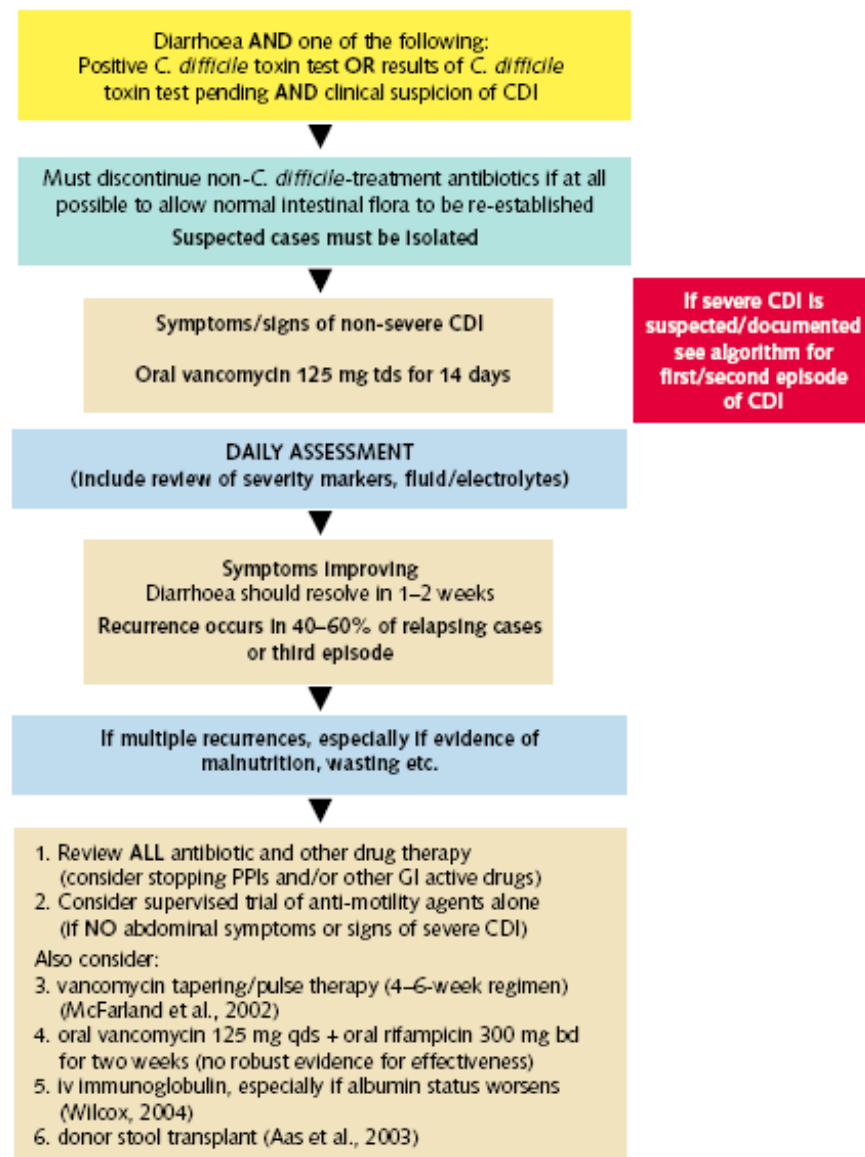 Diarrhoea AND one of the following:
Positive C. difficile toxin test OR results of C. difficile
toxin test pending AND clinical suspicion of CDI
Must discontinue non-C. difficile-treatment antibiotics if at all
possible to allow normal intestinal flora to be re-established
Suspected cases must be isolated
Symptoms/signs of non-severe CDI
Oral vancomycin 125 mg tds for 14 days
If severe CDI is
suspected/documented
see algorithm for
first/second episode
of CDI
DAILY ASSESSMENT
(include review of severity markers, fluid/electrolytes)
Symptoms improving
Diarrhoea should resolve in 1–2 weeks
Recurrence occurs in 40–60% of relapsing cases
or third episode
If multiple recurrences, especially if evidence of
malnutrition, wasting etc.
1. Review ALL antibiotic and other drug therapy
(consider stopping PPIs and/or other GI active drugs)
2. Consider supervised trial of anti-motility agents alone
(if NO abdominal symptoms or signs of severe CDI)
Also consider:
3. vancomycin tapering/pulse therapy (4–6-week regimen)
(McFarland et al., 2002)
4. oral vancomycin 125 mg qds + oral rifampicin 300 mg bd
for two weeks (no robust evidence for effectiveness)
5. iv immunoglobulin, especially if albumin status worsens
(Wilcox, 2004)
6. donor stool transplant (Aas et al., 2003)